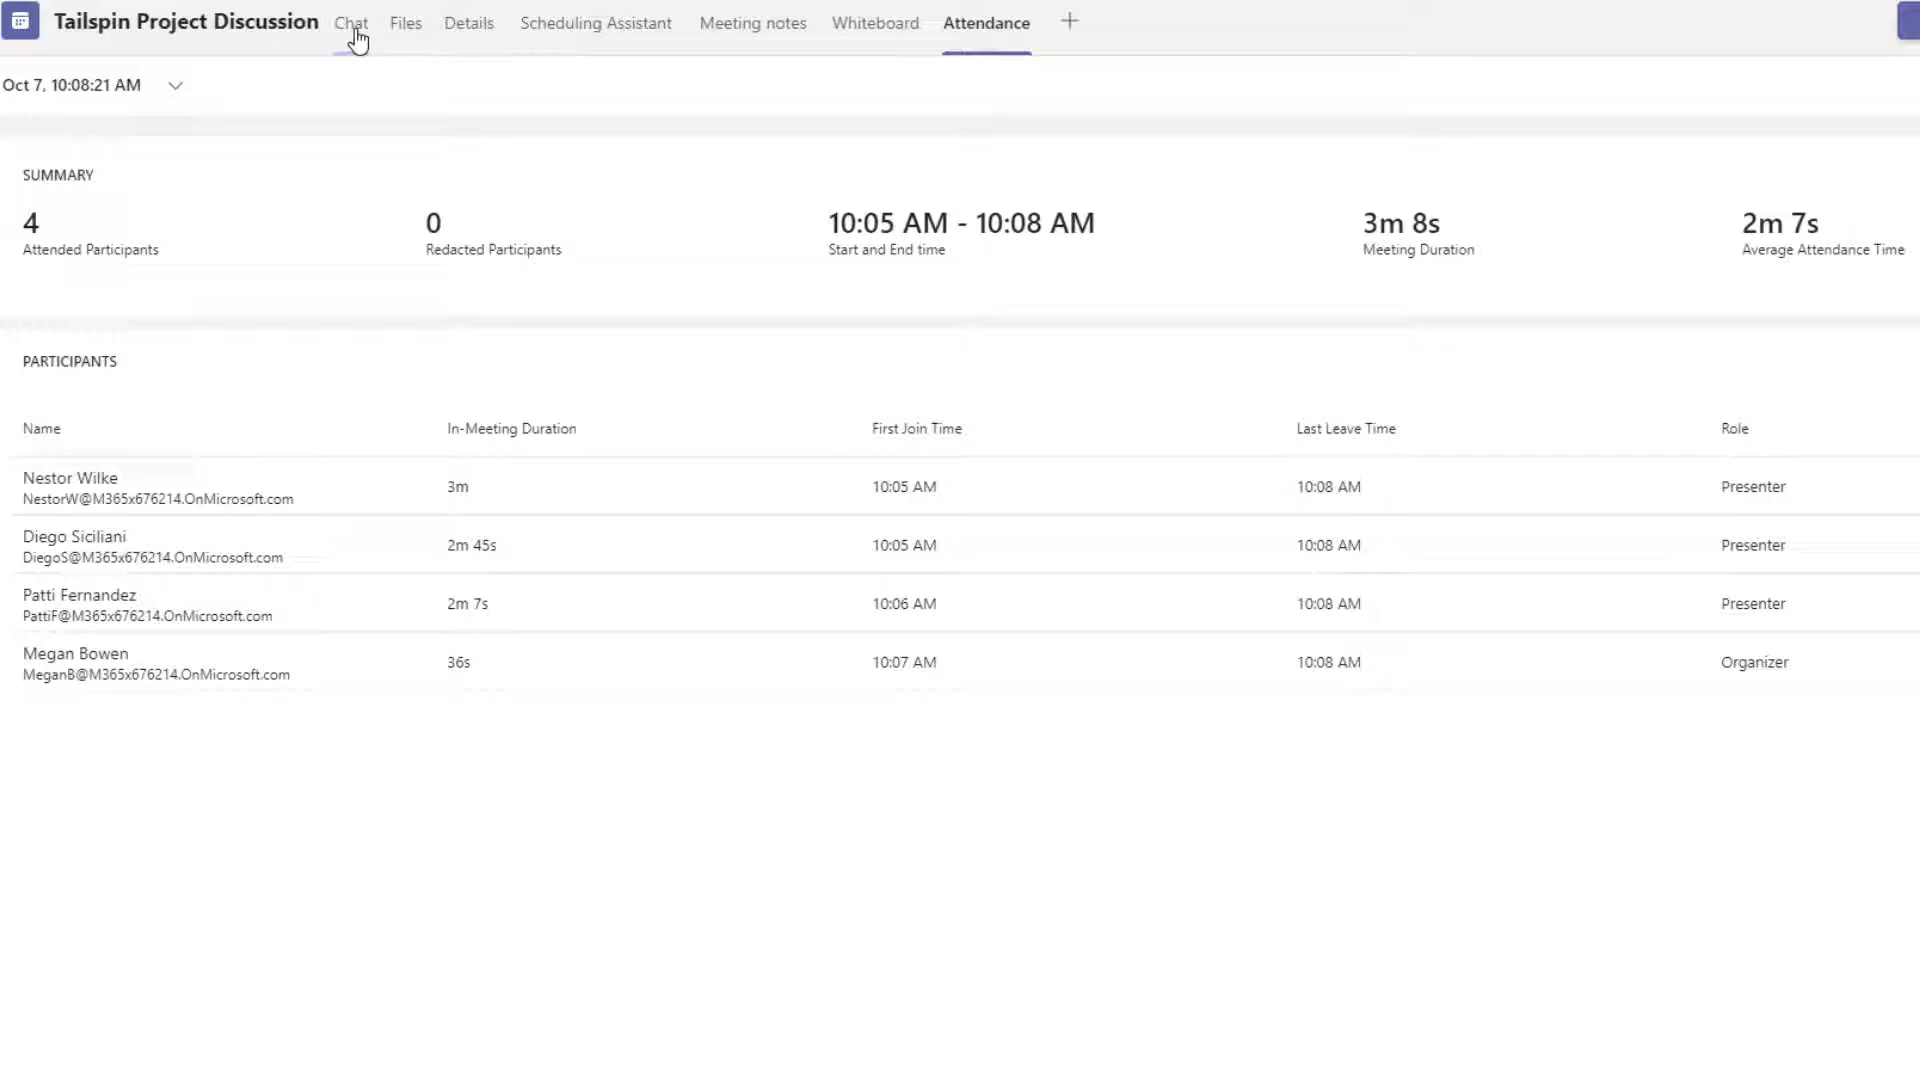 Tailspin Project Discussion Chat Files Details Scheduling Assistant Meeting notes Whiteboard Attendance
Oct 7, 10:08:21 AM
SUMMARY
4 0 10:05 AM - 10:08 AM 3m 8s 2m 7s
Attended Participants Redacted Participants Start and End time Meeting Duration Average Attendance Time
PARTICIPANTS
Name In-Meeting Duration First Join Time Last Leave Time Role
Nestor Wilke
NestorW@M365x676214.OnMicrosoft.com 3m 10:05 AM 10:08 AM Presenter
Diego Siciliani
DiegoS@M365x676214.OnMicrosoft.com 2m 45s 10:05 AM 10:08 AM Presenter
Patti Fernandez
PattiF@M365x676214.OnMicrosoft.com 2m 7s 10:06 AM 10:08 AM Presenter
Megan Bowen
MeganB@M365x676214.OnMicrosoft.com 36s 10:07 AM 10:08 AM Organizer